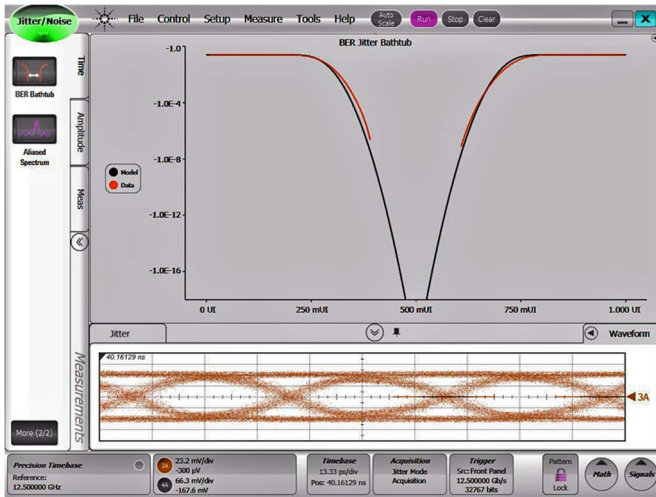 Jitter/Noise
File Control Setup Measure Tools Help
Auto Scale
Run
Stop
Clear
BER Bathtub
Aliased
Spectrum
Time
Amplitude
Meas
Measurements
More (2/2)
BER Jitter Bathtub
-1.0
-1.0E-4
-1.0E-8
-1.0E-12
-1.0E-16
Model
Data
0 UI
250 mUI
500 mUI
750 mUI
1.000 UI
Jitter
Waveform
40.16129 ns
3A
Precision Timebase
Reference:
12.500000 GHz
3A
23.2 mV/div
-300 µV
4A
66.3 mV/div
-167.6 mV
Timebase
13.33 ps/div
Pos: 40.16129 ns
Acquisition
Jitter Mode
Acquisition
Trigger
Src: Front Panel
12.500000 Gb/s
32767 bits
Pattern
Lock
Math
Signals